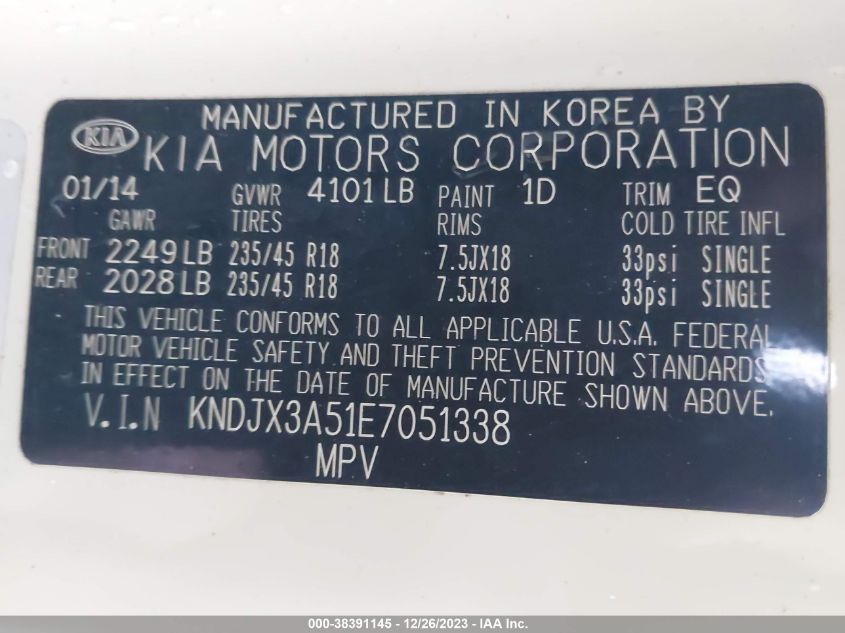 MANUFACTURED IN KOREA BY
KIA KIA MOTORS CORPORATION
01/14 GVWR 4101 LB PAINT 1D TRIM EQ
GAWR TIRES RIMS COLD TIRE INFL
FRONT 2249 LB 235/45 R18 7.5JX18 33psi SINGLE
REAR 2028 LB 235/45 R18 7.5JX18 33psi SINGLE
THIS VEHICLE CONFORMS TO ALL APPLICABLE U.S.A. FEDERAL
MOTOR VEHICLE SAFETY AND THEFT PREVENTION STANDARDS
IN EFFECT ON THE DATE OF MANUFACTURE SHOWN ABOVE.
V.I.N KNDJX3A51E7051338
MPV
000-38391145 - 12/26/2023 - IAA Inc.